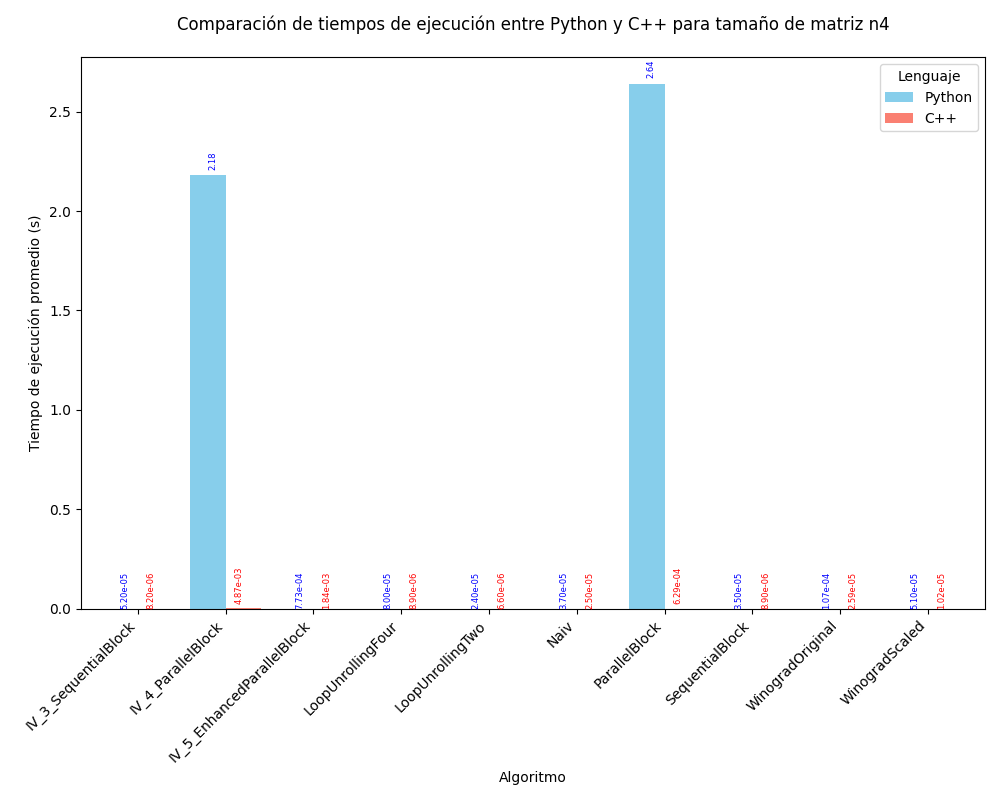 Comparación de tiempos de ejecución entre Python y C++ para tamaño de matriz n4
Lenguaje
Python
C++
Tiempo de ejecución promedio (s)
2.5
2.0
1.5
1.0
0.5
0.0
5.20e-05
8.20e-06
2.18
4.87e-03
7.73e-04
1.84e-03
8.00e-05
8.90e-06
2.40e-05
6.60e-06
3.70e-05
2.50e-05
2.64
6.29e-04
3.50e-05
8.90e-06
1.07e-04
2.59e-05
5.10e-05
1.02e-05
IV_3_SequentialBlock
IV_4_ParallelBlock
IV_5_EnhancedParallelBlock
LoopUnrollingFour
LoopUnrollingTwo
Naiv
ParallelBlock
SequentialBlock
WinogradOriginal
WinogradScaled
Algoritmo